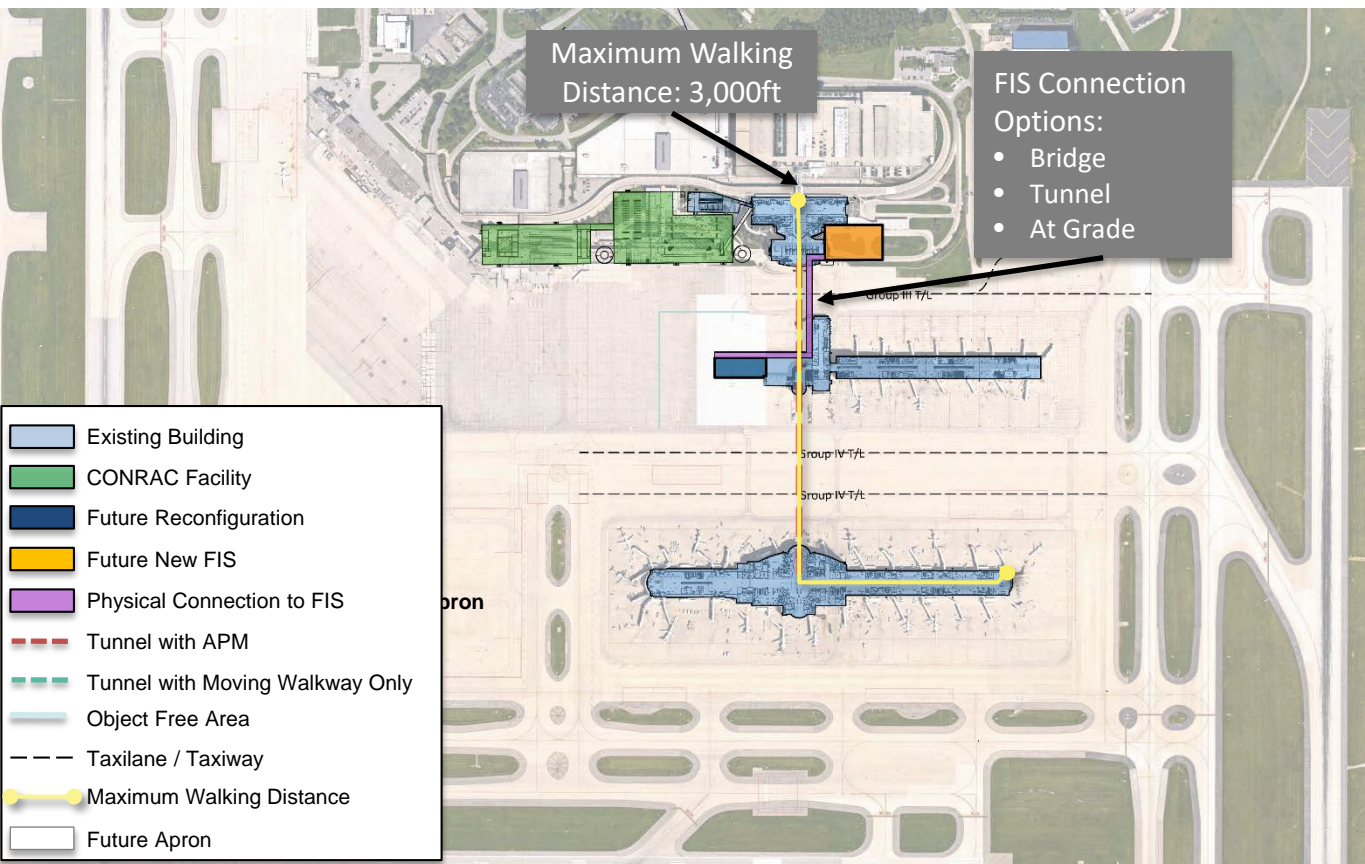 Maximum Walking
Distance: 3,000ft
FIS Connection
Options:
• Bridge
• Tunnel
• At Grade
Group III T/L
Group IV T/L
Group IV T/L
pron
Existing Building
CONRAC Facility
Future Reconfiguration
Future New FIS
Physical Connection to FIS
Tunnel with APM
Tunnel with Moving Walkway Only
Object Free Area
Taxilane / Taxiway
Maximum Walking Distance
Future Apron